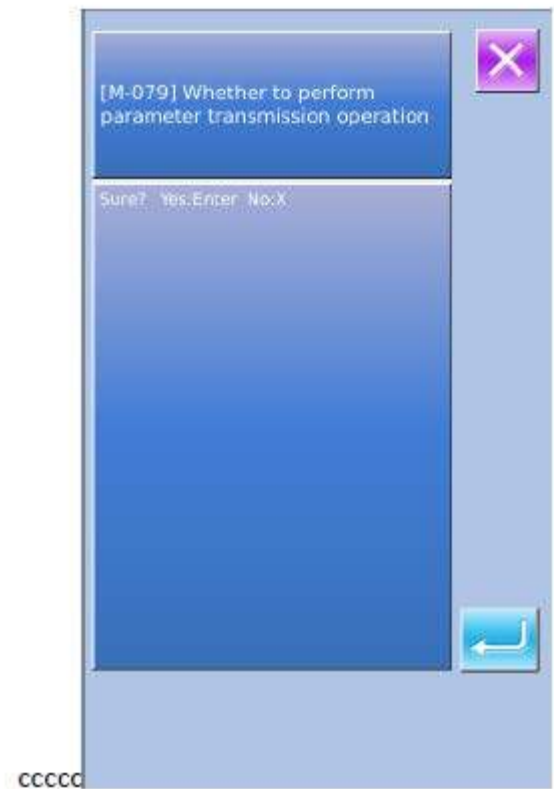 [M-079] Whether to perform
parameter transmission operation
Sure? Yes:Enter No:X
ccccc